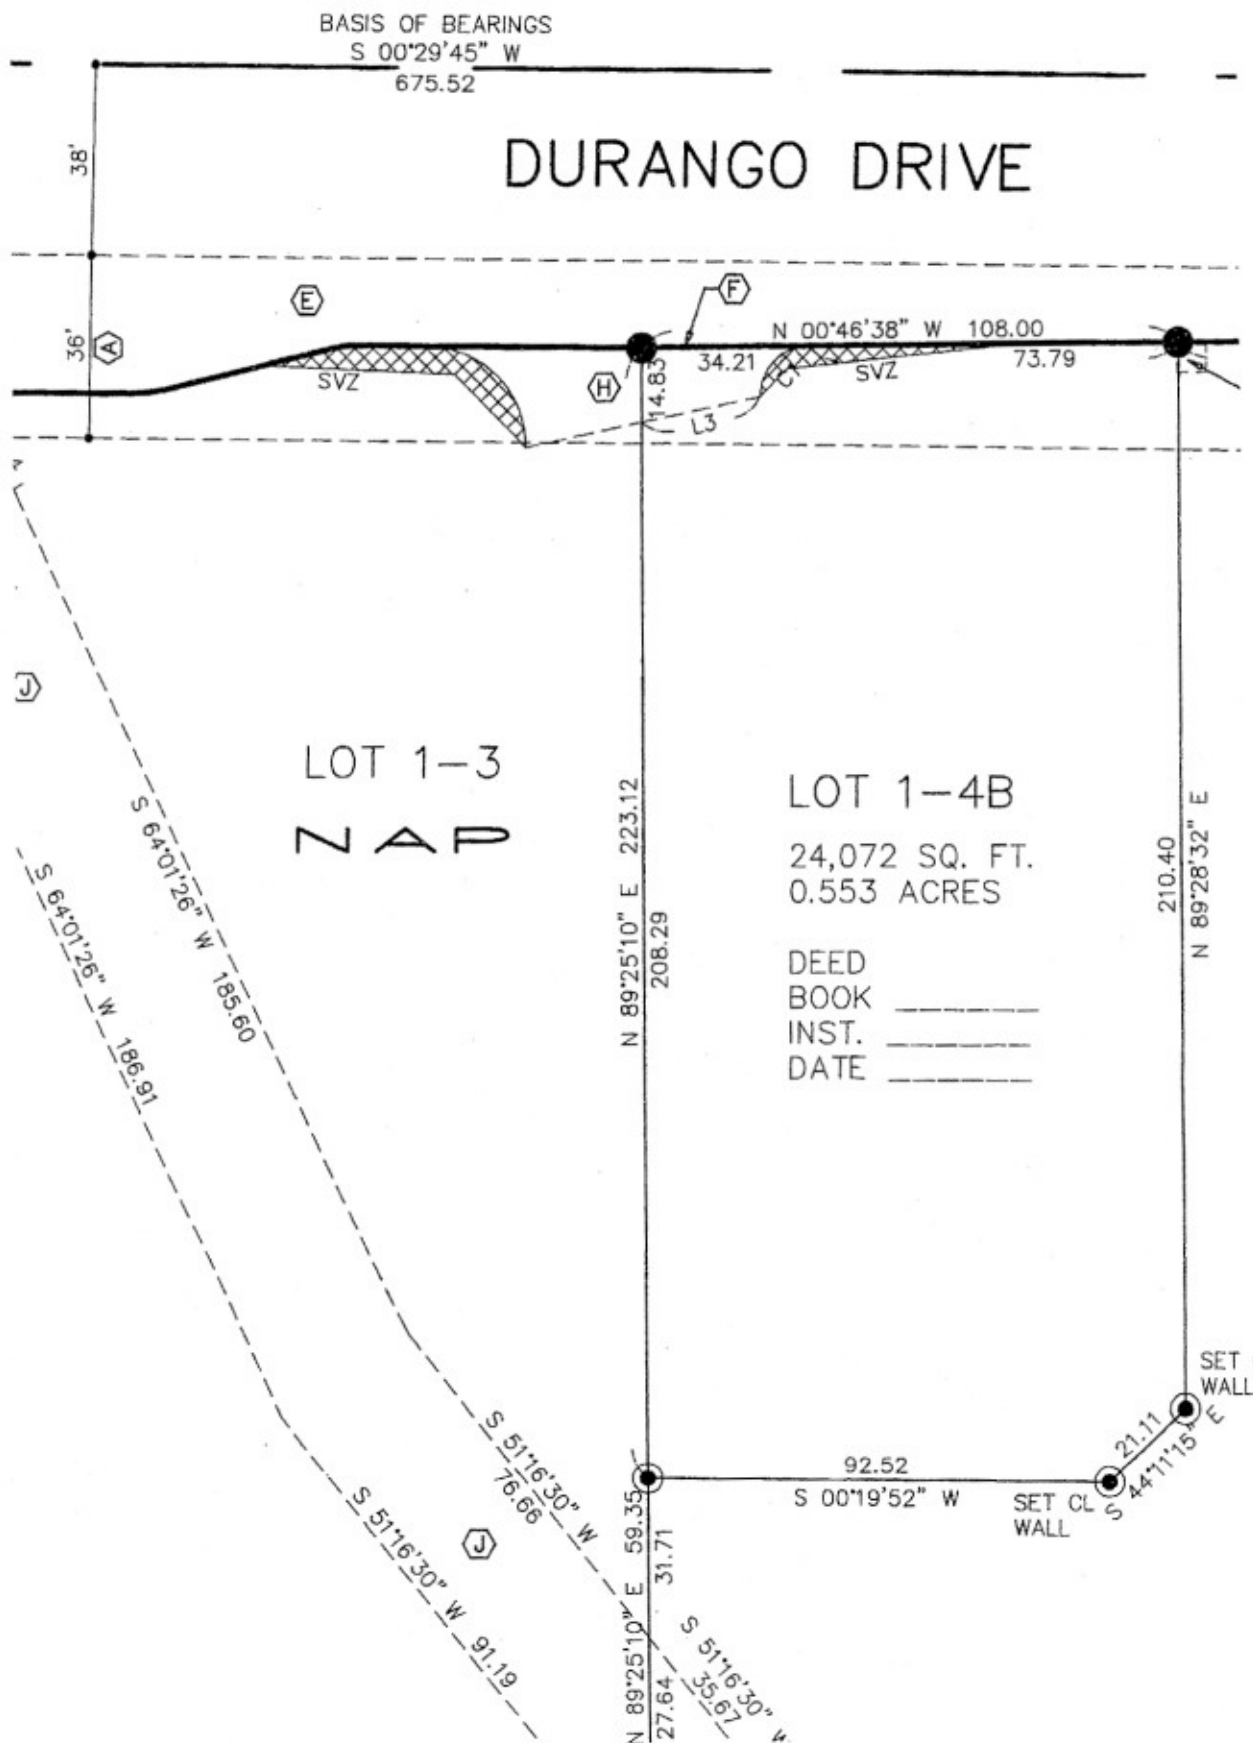 BASIS OF BEARINGS
S 00°29'45" W
675.52
38'
DURANGO DRIVE
E
F
36'
A
N 00°46'38" W 108.00
34.21
73.79
SVZ
H
14.83
C1
SVZ
L3
J
LOT 1-3
NAP
LOT 1-4B
24,072 SQ. FT.
0.553 ACRES
DEED
BOOK
INST.
DATE
N 89°25'10" E 223.12
208.29
210.40
N 89°28'32" E
S 64°01'26" W 185.60
S 64°01'26" W 186.91
SET
WALL
21.11
S 44°11'15" E
92.52
S 00°19'52" W
SET CL
WALL
S 51°16'30" W
76.66
J
S 51°16'30" W 91.19
N 89°25'10" E 59.35
31.71
27.64
S 51°16'30" W
35.67